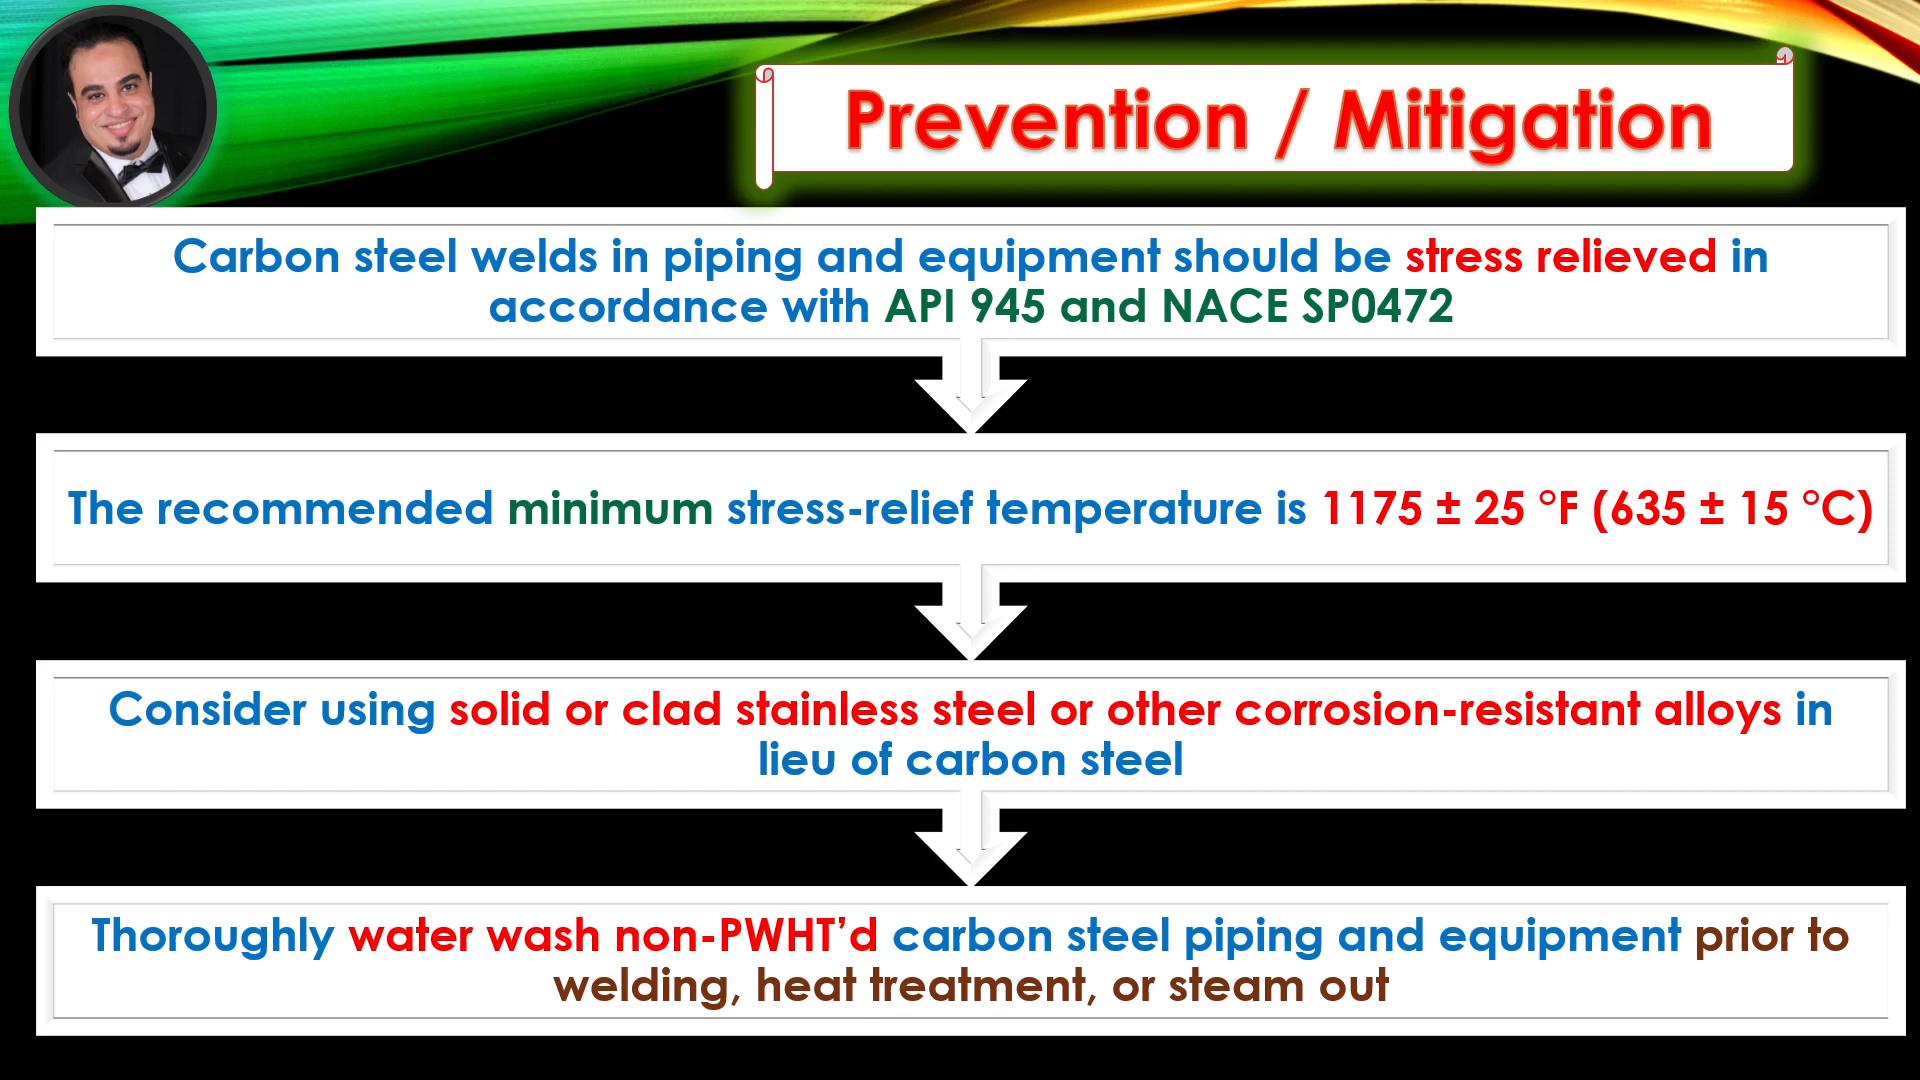 Prevention / Mitigation
Carbon steel welds in piping and equipment should be stress relieved in
accordance with API 945 and NACE SP0472
The recommended minimum stress-relief temperature is 1175 ± 25 °F (635 ± 15 °C)
Consider using solid or clad stainless steel or other corrosion-resistant alloys in
lieu of carbon steel
Thoroughly water wash non-PWHT’d carbon steel piping and equipment prior to
welding, heat treatment, or steam out